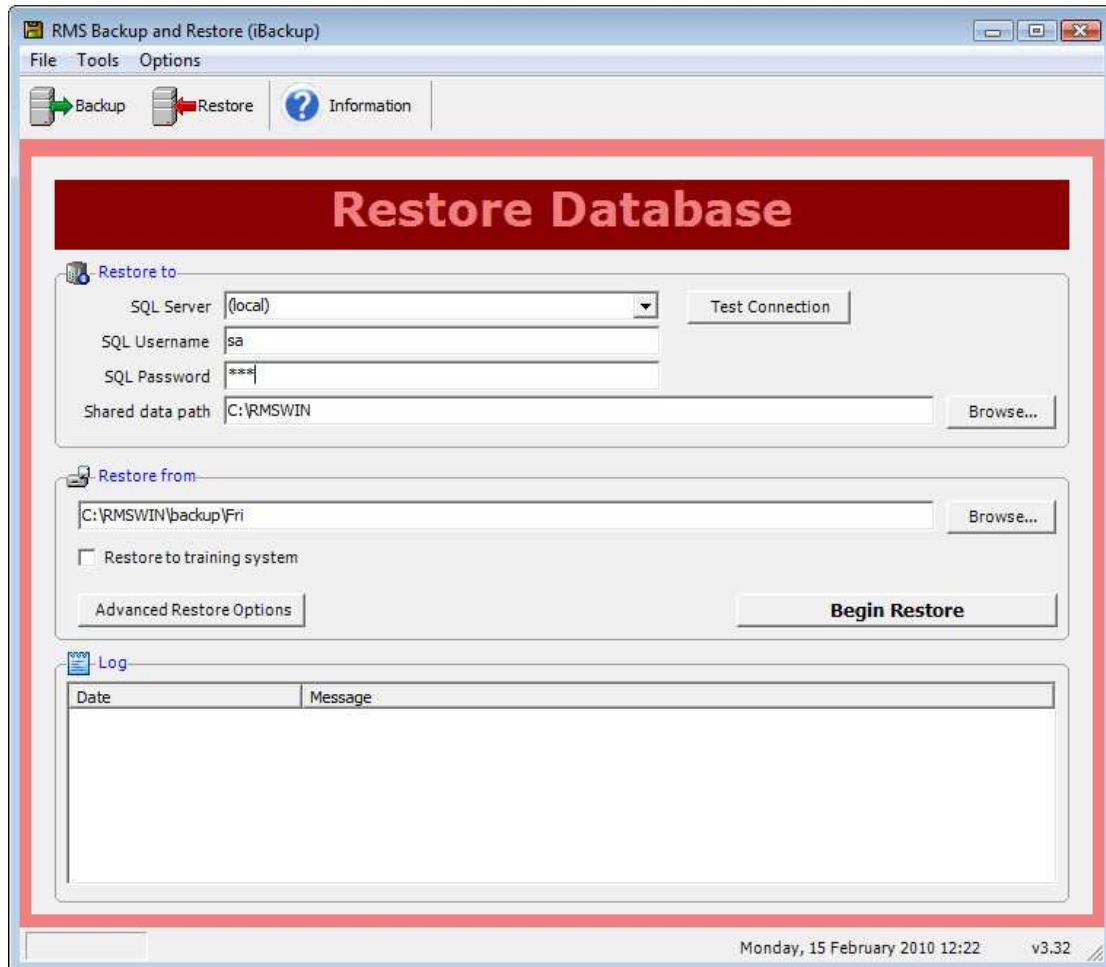 RMS Backup and Restore (iBackup)
File Tools Options
Backup Restore Information
Restore Database
Restore to
SQL Server (local) Test Connection
SQL Username sa
SQL Password ***
Shared data path C:\RMSWIN Browse...
Restore from
C:\RMSWIN\backup\Fri Browse...
Restore to training system
Advanced Restore Options Begin Restore
Log
Date Message
Monday, 15 February 2010 12:22 v3.32